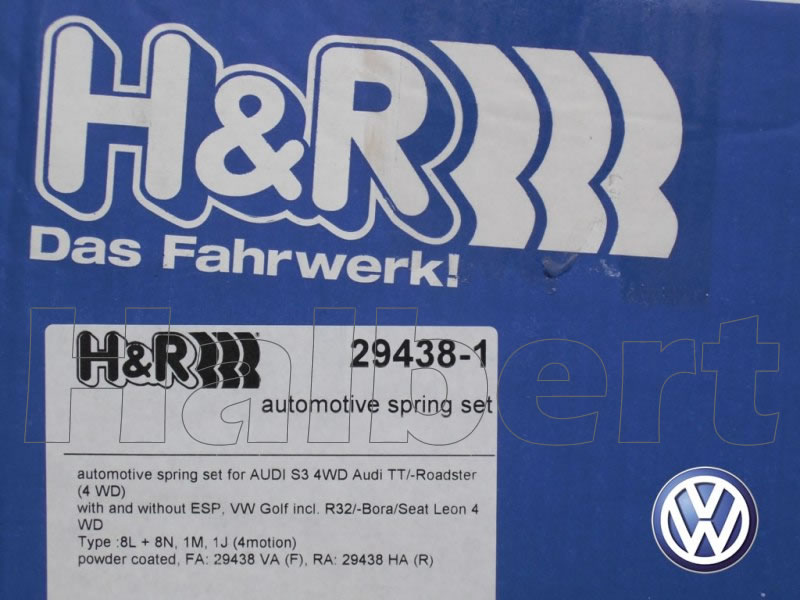 H&R
Das Fahrwerk!
H&R
29438-1
automotive spring set
Halbert
automotive spring set for AUDI S3 4WD Audi TT/-Roadster
(4 WD)
with and without ESP, VW Golf incl. R32/-Bora/Seat Leon 4
WD
Type :8L + 8N, 1M, 1J (4motion)
powder coated, FA: 29438 VA (F), RA: 29438 HA (R)
VW